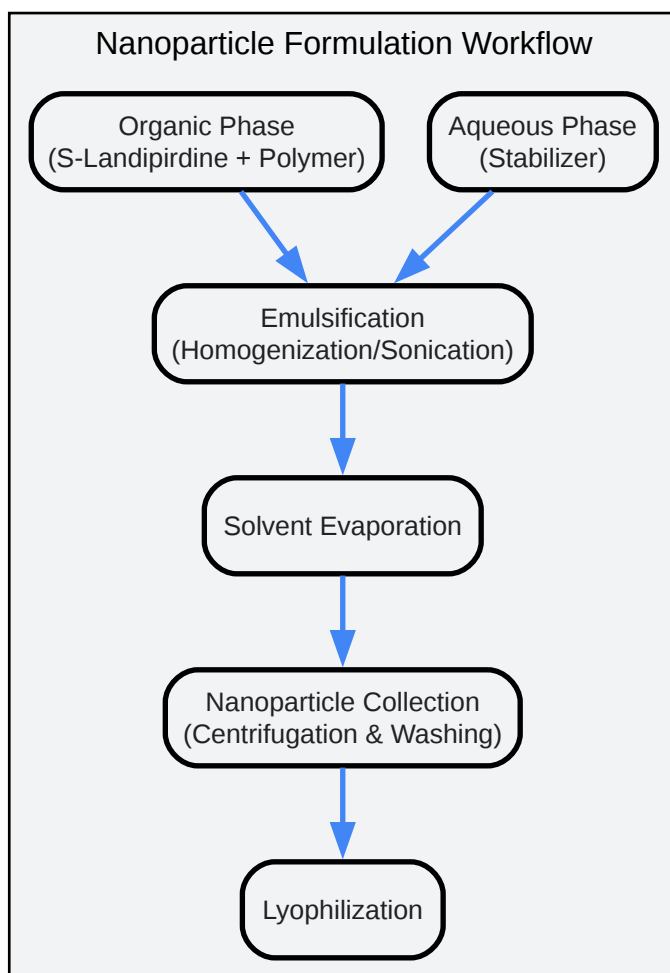 Nanoparticle Formulation Workflow
Organic Phase
(S-Landipirdine + Polymer)
Aqueous Phase
(Stabilizer)
Emulsification
(Homogenization/Sonication)
Solvent Evaporation
Nanoparticle Collection
(Centrifugation & Washing)
Lyophilization